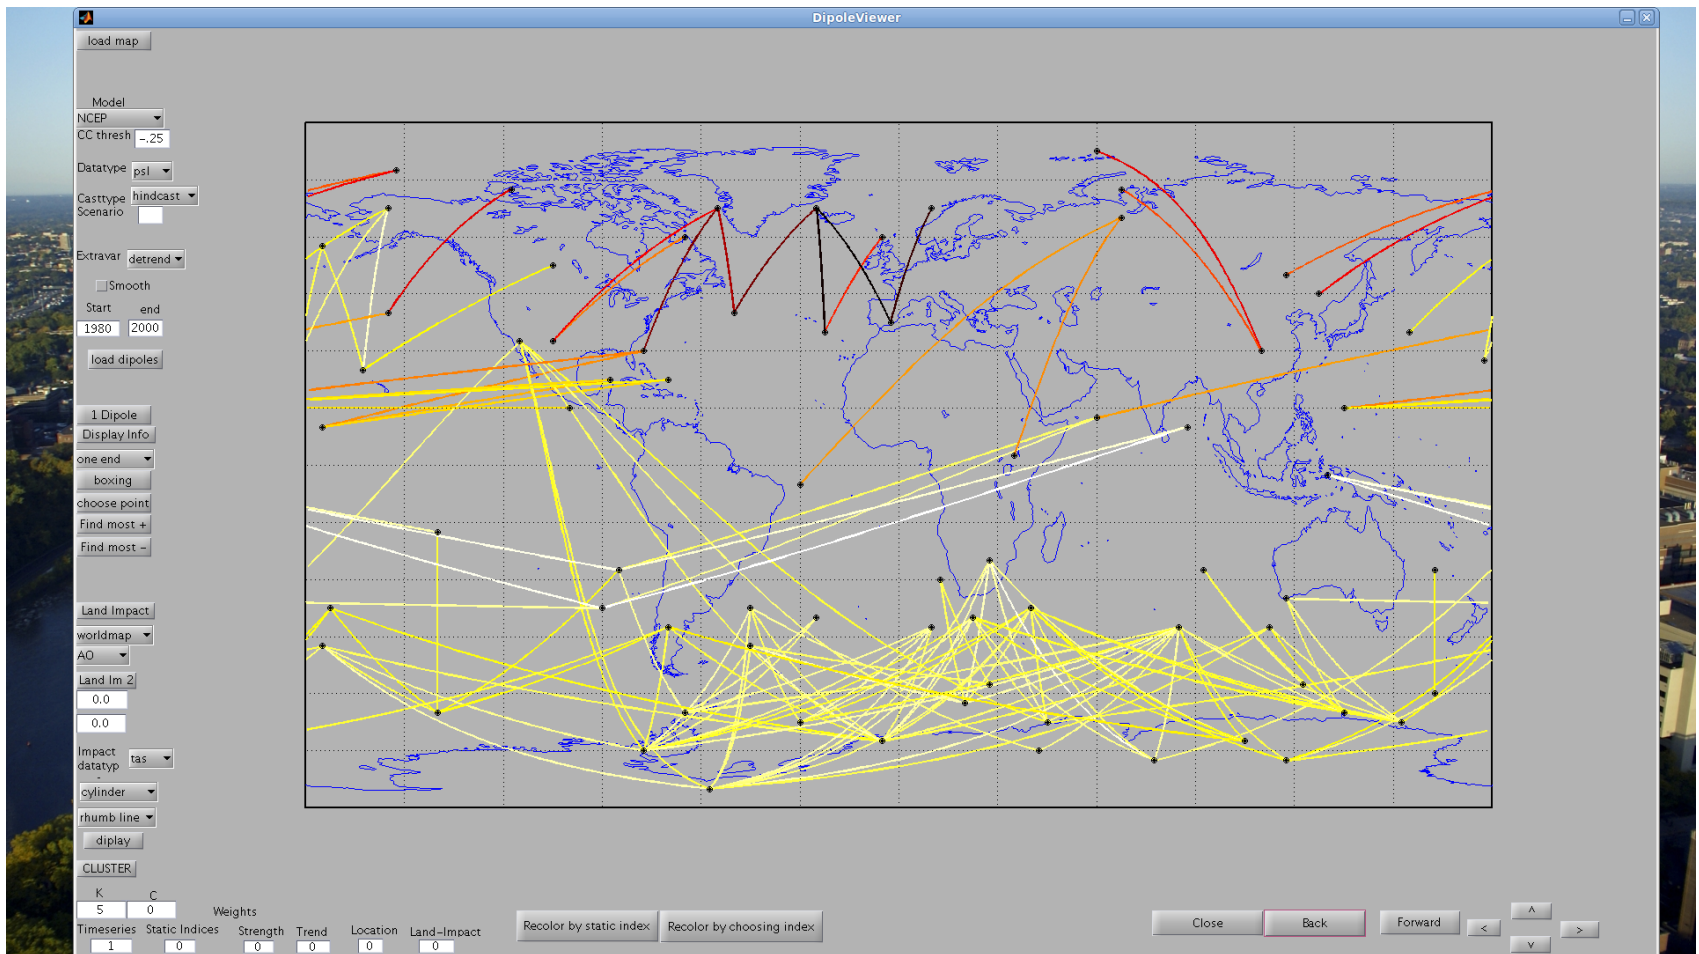 DipoleViewer
load map
Model
NCEP
CC thresh -.25
Datatype psl
Casttype hindcast
Scenario
Extravar detrend
Smooth
Start end
1980 2000
load dipoles
1 Dipole
Display Info
one end
boxing
choose point
Find most +
Find most -
Land Impact
worldmap
AO
Land Im 2
0.0
0.0
Impact
datatyp tas
cylinder
rhumb line
diplay
CLUSTER
K C
5 0 Weights
Timeseries Static Indices Strength Trend Location Land-Impact
1 0 0 0 0 0
Recolor by static index Recolor by choosing index
Close Back Forward < ^ v >